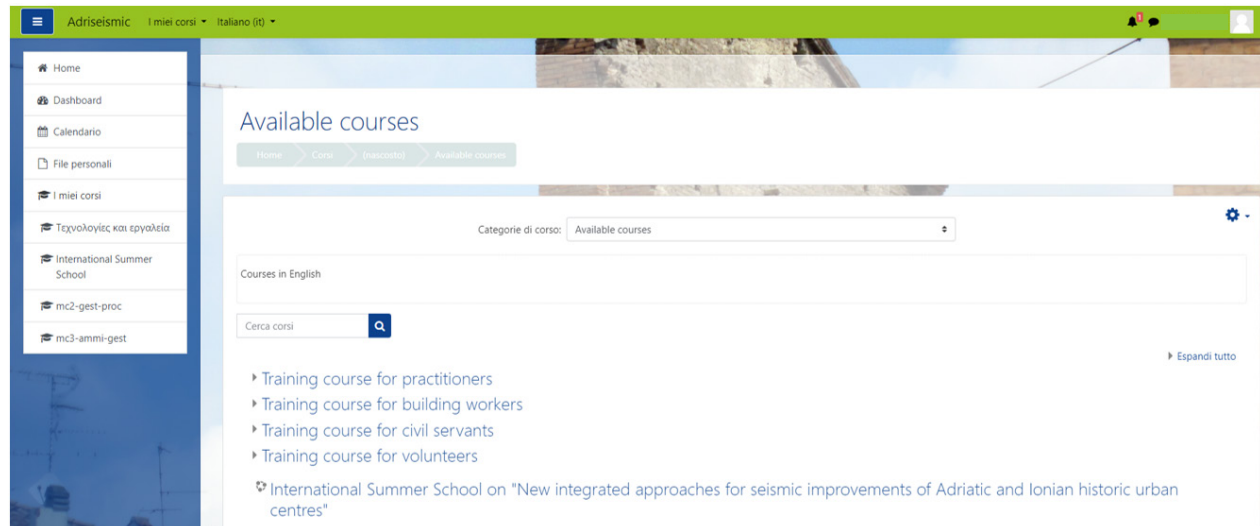 Adriseismic I miei corsi Italiano (it)
1
Home
Dashboard
Calendario
File personali
I miei corsi
Τεχνολογίες και εργαλεία
International Summer
School
mc2-gest-proc
mc3-ammi-gest
Available courses
Home Corsi (nascosto) Available courses
Categorie di corso: Available courses
Courses in English
Cerca corsi
Espandi tutto
Training course for practitioners
Training course for building workers
Training course for civil servants
Training course for volunteers
International Summer School on "New integrated approaches for seismic improvements of Adriatic and Ionian historic urban
centres"